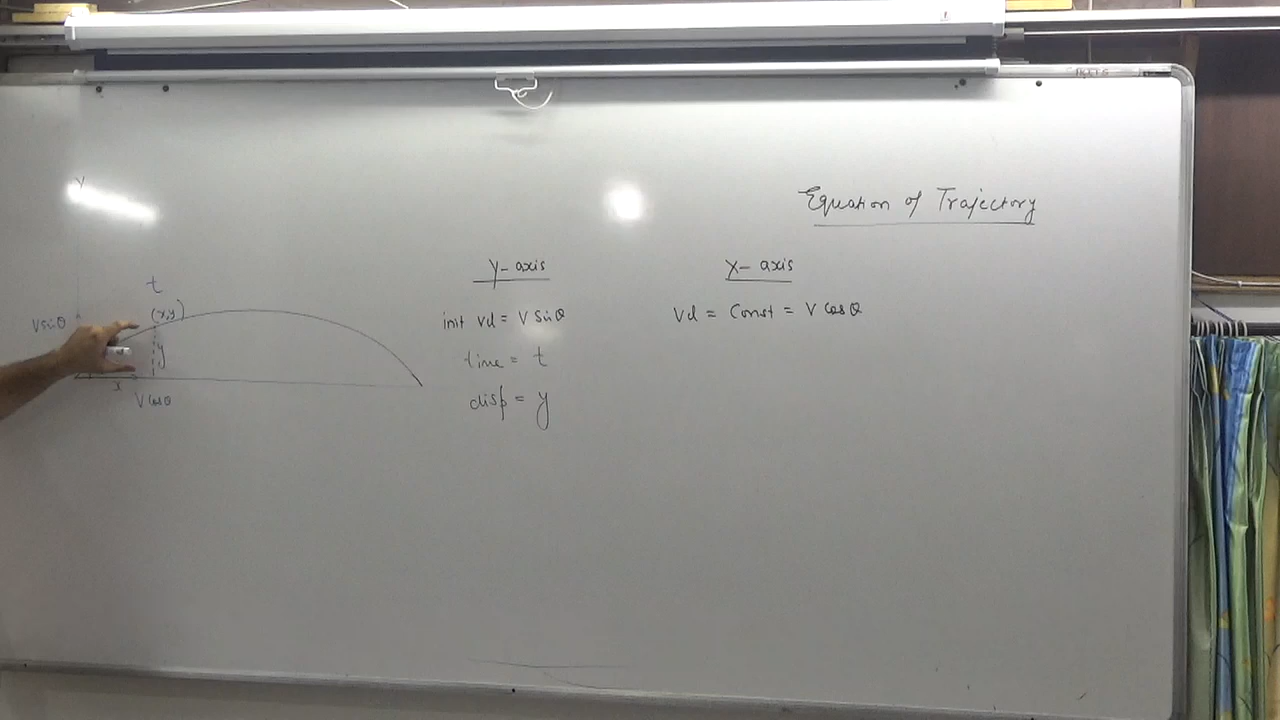 Equation of Trajectory
Y
t
(x,y)
V sinθ
y
x
V cosθ
Y- axis
init Vel = V Sinθ
time = t
disp = y
X- axis
Vel = Const = V cosθ